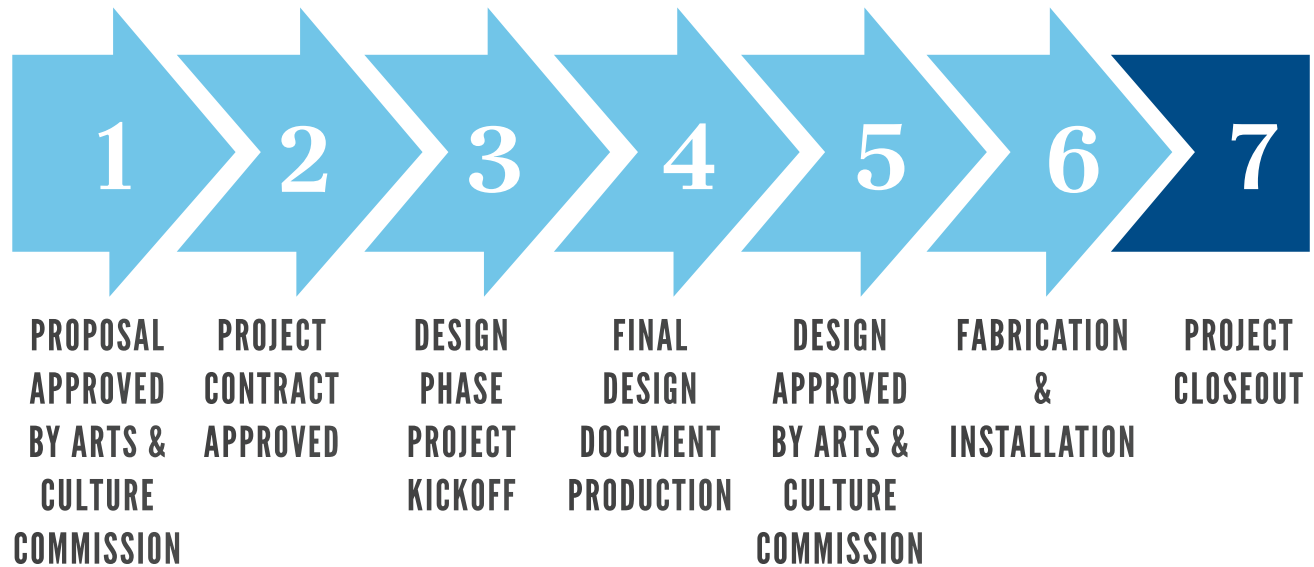 1
2
3
4
5
6
7
PROPOSAL
APPROVED
BY ARTS &
CULTURE
COMMISSION
PROJECT
CONTRACT
APPROVED
DESIGN
PHASE
PROJECT
KICKOFF
FINAL
DESIGN
DOCUMENT
PRODUCTION
DESIGN
APPROVED
BY ARTS &
CULTURE
COMMISSION
FABRICATION
&
INSTALLATION
PROJECT
CLOSEOUT